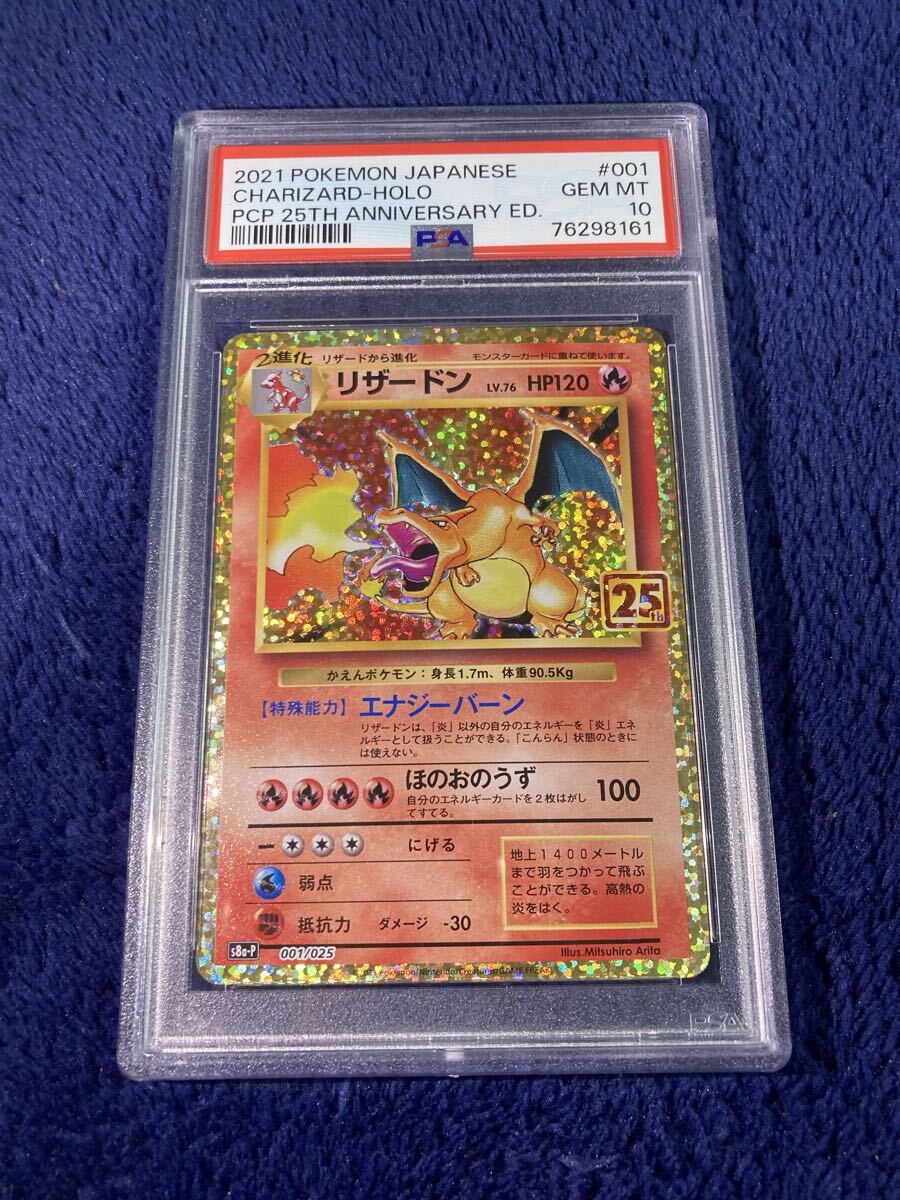 2021 POKEMON JAPANESE #001
CHARIZARD-HOLO GEM MT
PCP 25TH ANNIVERSARY ED. 10
PSA 76298161
2進化 リザードから進化 モンスターカードに重ねて使います。
リザードン LV.76 HP120
25th
かえんポケモン：身長1.7m、体重90.5Kg
【特殊能力】エナジーバーン
リザードンは、「炎」以外の自分のエネルギーを「炎」エネ
ルギーとして扱うことができる。「こんらん」状態のときに
は使えない。
ほのおのうず 100
自分のエネルギーカードを2枚はがし
てすてる。
にげる
弱点
抵抗力 ダメージ -30
地上1400メートル
まで羽をつかって飛ぶ
ことができる。高熱の
炎をはく。
s8a-P 001/025 Illus.Mitsuhiro Arita
Pokémon/Nintendo/Creatures/GAME FREAK
PSA